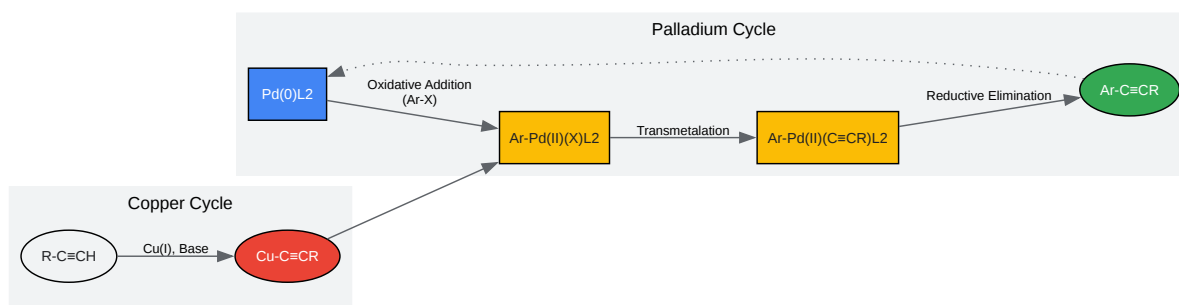 Palladium Cycle
Pd(0)L2
Oxidative Addition
(Ar-X)
Ar-Pd(II)(X)L2
Transmetalation
Ar-Pd(II)(C≡CR)L2
Reductive Elimination
Ar-C≡CR
Copper Cycle
R-C≡CH
Cu(I), Base
Cu-C≡CR